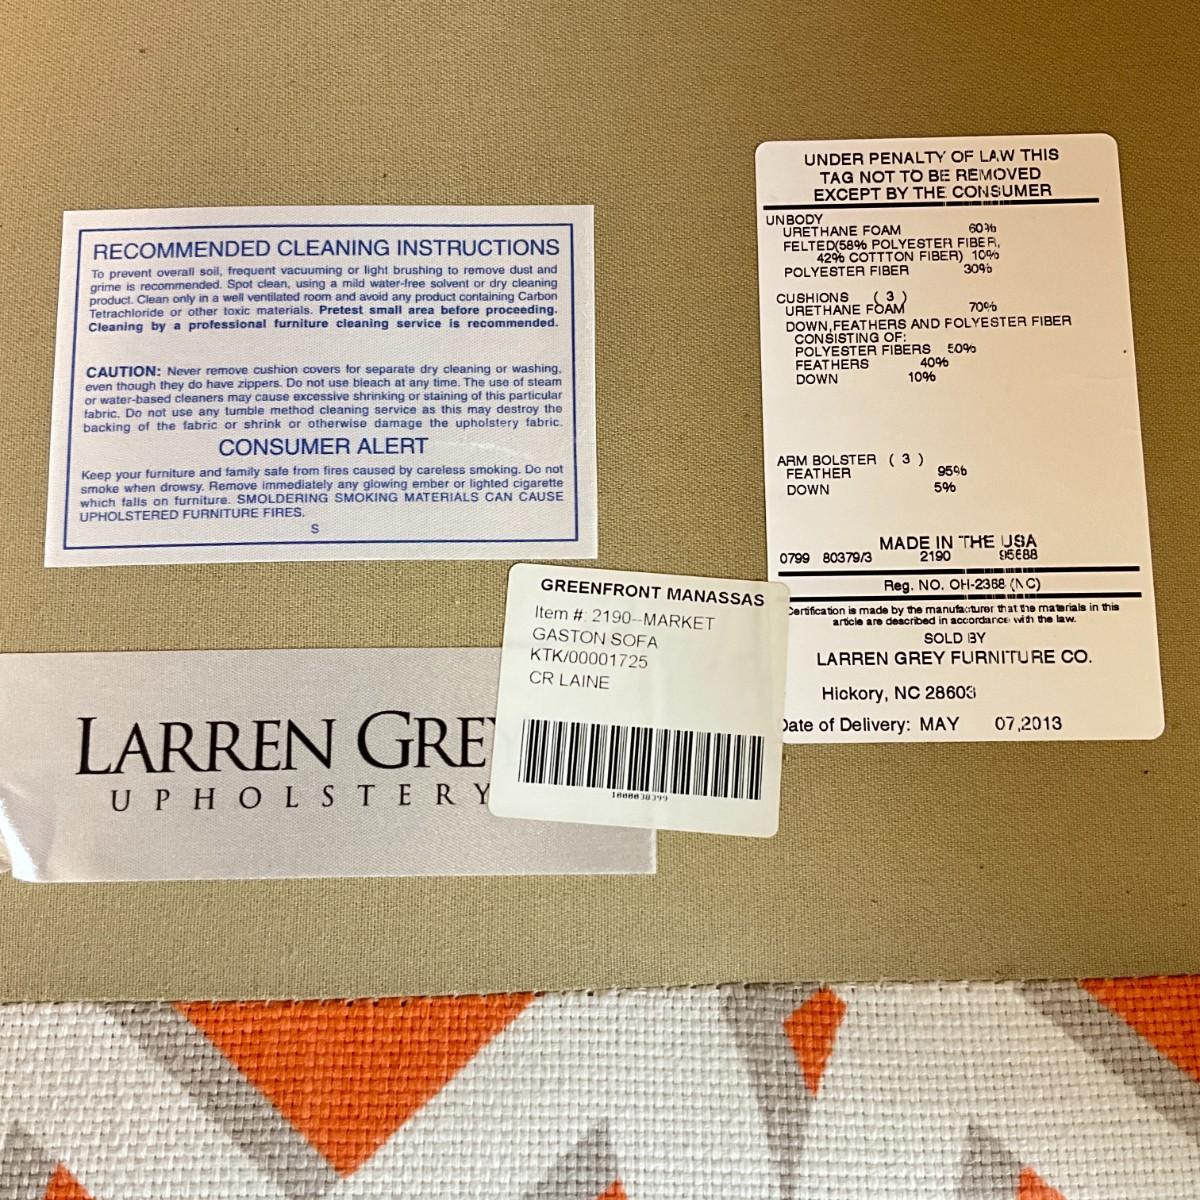 RECOMMENDED CLEANING INSTRUCTIONS
To prevent overall soil, frequent vacuuming or light brushing to remove dust and
grime is recommended. Spot clean, using a mild water-free solvent or dry cleaning
product. Clean only in a well ventilated room and avoid any product containing Carbon
Tetrachloride or other toxic materials. Pretest small area before proceeding.
Cleaning by a professional furniture cleaning service is recommended.
CAUTION: Never remove cushion covers for separate dry cleaning or washing,
even though they do have zippers. Do not use bleach at any time. The use of steam
or water-based cleaners may cause excessive shrinking or staining of this particular
fabric. Do not use any tumble method cleaning service as this may destroy the
backing of the fabric or shrink or otherwise damage the upholstery fabric.
CONSUMER ALERT
Keep your furniture and family safe from fires caused by careless smoking. Do not
smoke when drowsy. Remove immediately any glowing ember or lighted cigarette
which falls on furniture. SMOLDERING SMOKING MATERIALS CAN CAUSE
UPHOLSTERED FURNITURE FIRES.
S
LARREN GREY
UPHOLSTERY
GREENFRONT MANASSAS
Item #: 2190--MARKET
GASTON SOFA
KTK/00001725
CR LAINE
1000038399
UNDER PENALTY OF LAW THIS
TAG NOT TO BE REMOVED
EXCEPT BY THE CONSUMER
UNBODY
URETHANE FOAM 60%
FELTED(58% POLYESTER FIBER,
42% COTTTON FIBER) 10%
POLYESTER FIBER 30%
CUSHIONS ( 3 )
URETHANE FOAM 70%
DOWN,FEATHERS AND POLYESTER FIBER
CONSISTING OF:
POLYESTER FIBERS 50%
FEATHERS 40%
DOWN 10%
ARM BOLSTER ( 3 )
FEATHER 95%
DOWN 5%
MADE IN THE USA
0799 80379/3 2190
Reg. NO. OH-2368 (NC)
Certification is made by the manufacturer that the materials in this
article are described in accordance with the law.
SOLD BY
LARREN GREY FURNITURE CO.
Hickory, NC 28603
Date of Delivery: MAY 07,2013